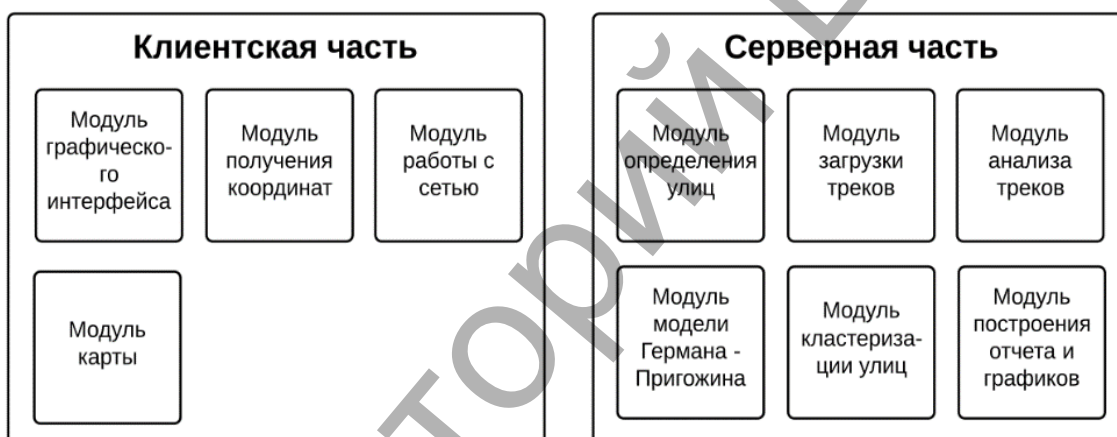 Клиентская часть
Модуль
графическо-
го
интерфейса
Модуль
получения
координат
Модуль
работы с
сетью
Модуль
карты
Серверная часть
Модуль
определения
улиц
Модуль
загрузки
треков
Модуль
анализа
треков
Модуль
модели
Германа -
Пригожина
Модуль
кластериза-
ции улиц
Модуль
построения
отчета и
графиков
торий